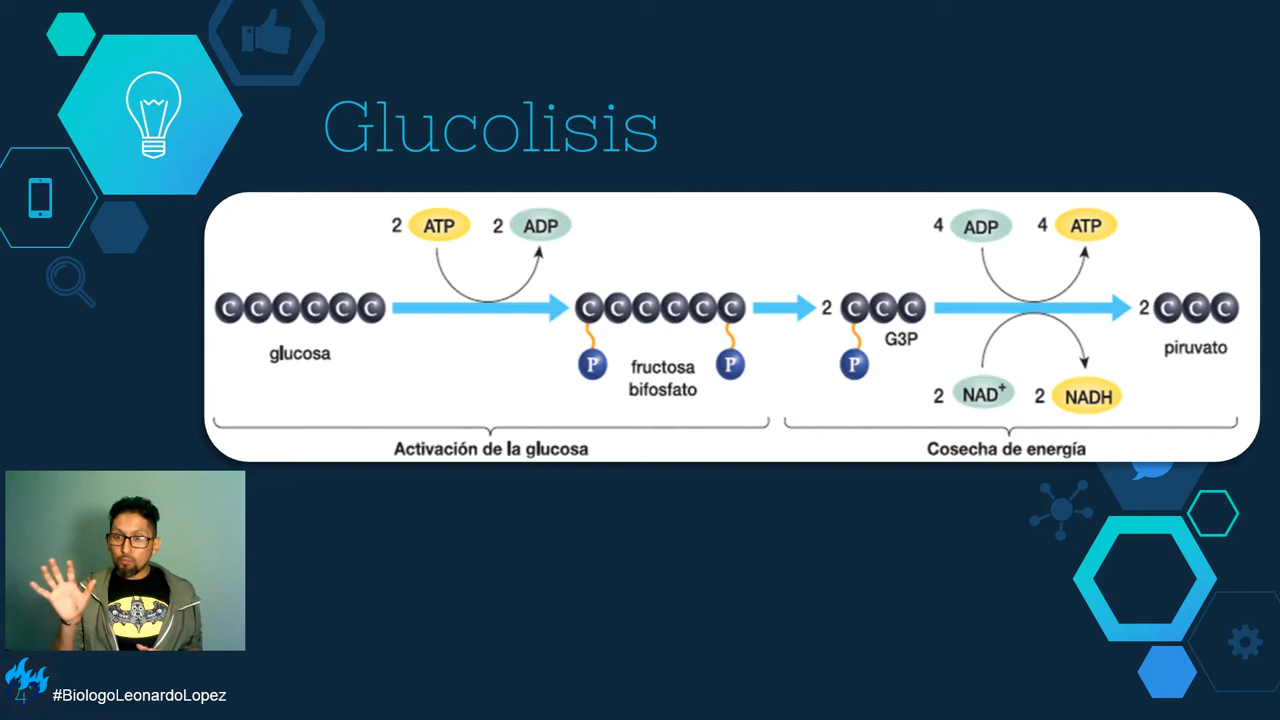 Glucolisis
2 ATP 2 ADP
4 ADP 4 ATP
C C C C C C
C C C C C C
2 C C C
2 C C C
glucosa
P P
fructosa
bifosfato
P
G3P
piruvato
2 NAD+ 2 NADH
Activación de la glucosa
Cosecha de energía
4
#BiologoLeonardoLopez